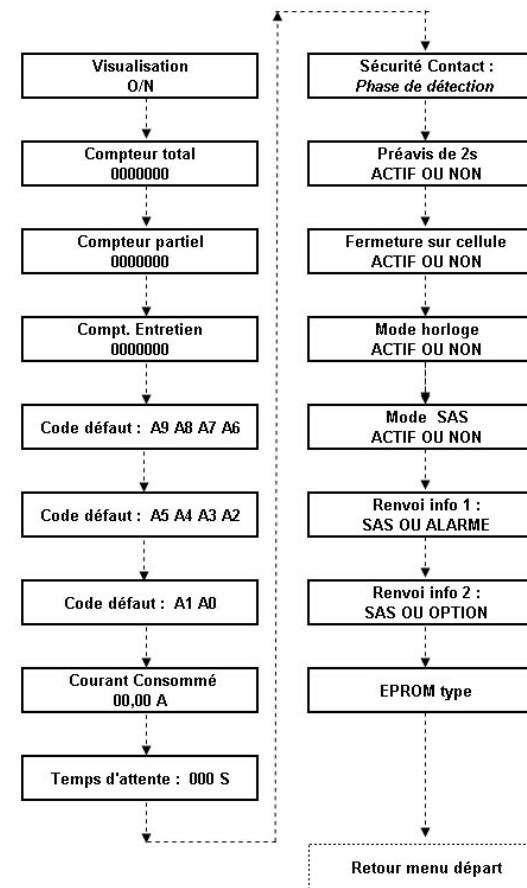 Visualisation
O/N
Compteur total
0000000
Compteur partiel
0000000
Compt. Entretien
0000000
Code défaut : A9 A8 A7 A6
Code défaut : A5 A4 A3 A2
Code défaut : A1 A0
Courant Consommé
00,00 A
Temps d'attente : 000 S
Sécurité Contact :
Phase de détection
Préavis de 2s
ACTIF OU NON
Fermeture sur cellule
ACTIF OU NON
Mode horloge
ACTIF OU NON
Mode SAS
ACTIF OU NON
Renvoi info 1 :
SAS OU ALARME
Renvoi info 2 :
SAS OU OPTION
EPROM type
Retour menu départ